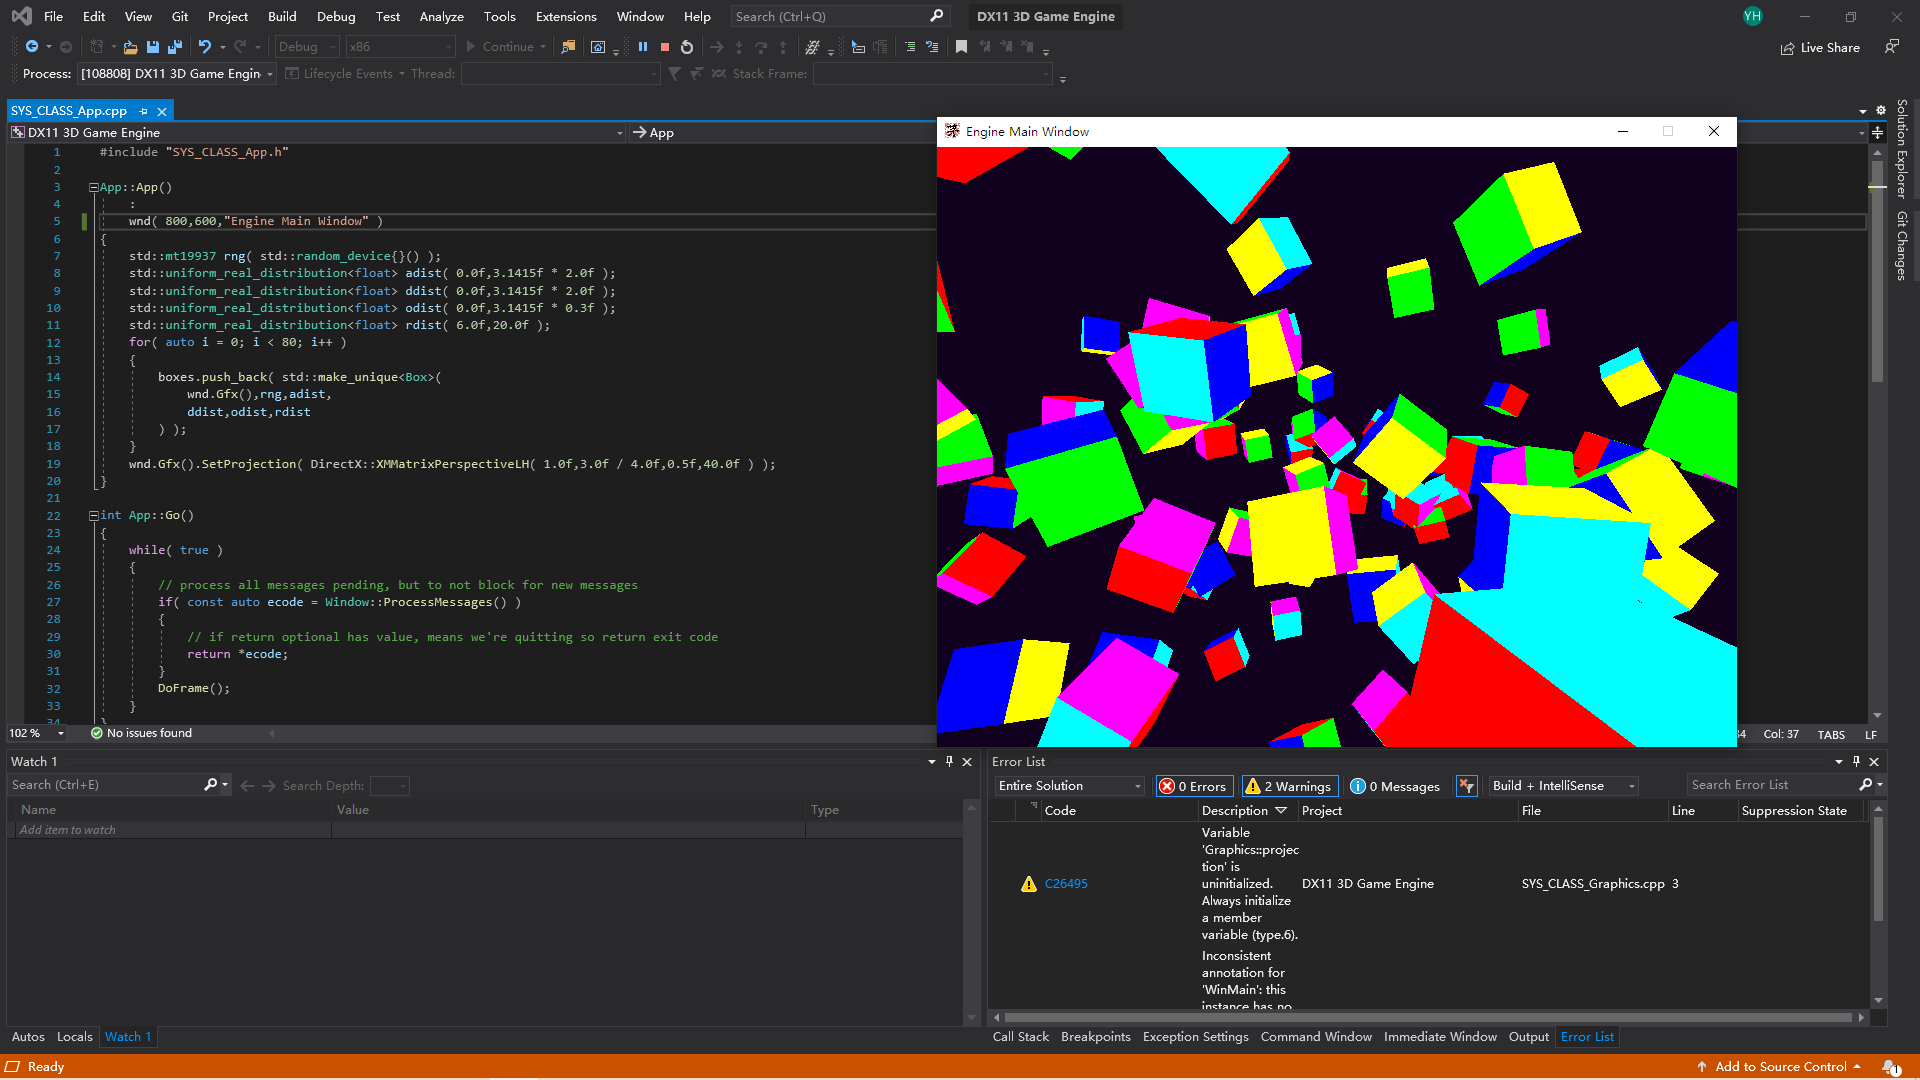 File Edit View Git Project Build Debug Test Analyze Tools Extensions Window Help Search (Ctrl+Q) DX11 3D Game Engine YH
Debug x86 Continue Live Share
Process: [108808] DX11 3D Game Engin Lifecycle Events Thread: Stack Frame:
SYS_CLASS_App.cpp
DX11 3D Game Engine App
1 #include "SYS_CLASS_App.h"
2
3 App::App()
4 :
5 wnd( 800,600,"Engine Main Window" )
6 {
7 std::mt19937 rng( std::random_device{}() );
8 std::uniform_real_distribution<float> adist( 0.0f,3.1415f * 2.0f );
9 std::uniform_real_distribution<float> ddist( 0.0f,3.1415f * 2.0f );
10 std::uniform_real_distribution<float> odist( 0.0f,3.1415f * 0.3f );
11 std::uniform_real_distribution<float> rdist( 6.0f,20.0f );
12 for( auto i = 0; i < 80; i++ )
13 {
14 boxes.push_back( std::make_unique<Box>(
15 wnd.Gfx(),rng,adist,
16 ddist,odist,rdist
17 ) );
18 }
19 wnd.Gfx().SetProjection( DirectX::XMMatrixPerspectiveLH( 1.0f,3.0f / 4.0f,0.5f,40.0f ) );
20 }
21
22 int App::Go()
23 {
24 while( true )
25 {
26 // process all messages pending, but to not block for new messages
27 if( const auto ecode = Window::ProcessMessages() )
28 {
29 // if return optional has value, means we're quitting so return exit code
30 return *ecode;
31 }
32 DoFrame();
33 }
34 }
102 % No issues found
Engine Main Window
34 Col: 37 TABS LF
Solution Explorer
Git Changes
Watch 1
Search (Ctrl+E) Search Depth:
Name Value Type
Add item to watch
Autos Locals Watch 1
Error List
Entire Solution 0 Errors 2 Warnings 0 Messages Build + IntelliSense Search Error List
Code Description Project File Line Suppression State
Variable
'Graphics::projec
tion' is
uninitialized.
C26495 DX11 3D Game Engine SYS_CLASS_Graphics.cpp 3
Always initialize
a member
variable (type.6).
Inconsistent
annotation for
'WinMain': this
instance has no
Call Stack Breakpoints Exception Settings Command Window Immediate Window Output Error List
Ready Add to Source Control 1